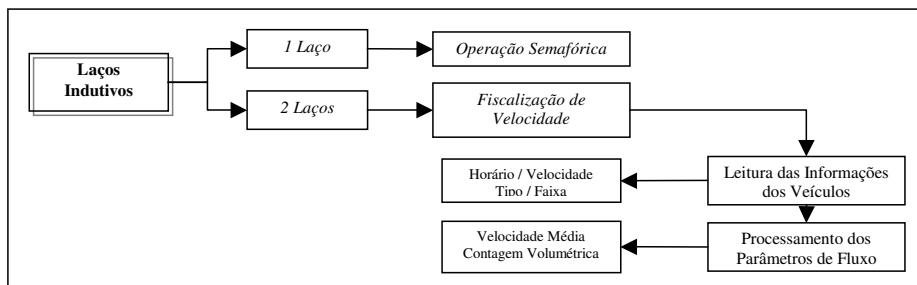 Laços
Indutivos
1 Laço
Operação Semafórica
2 Laços
Fiscalização de
Velocidade
Horário / Velocidade
Tipo / Faixa
Leitura das Informações
dos Veículos
Velocidade Média
Contagem Volumétrica
Processamento dos
Parâmetros de Fluxo